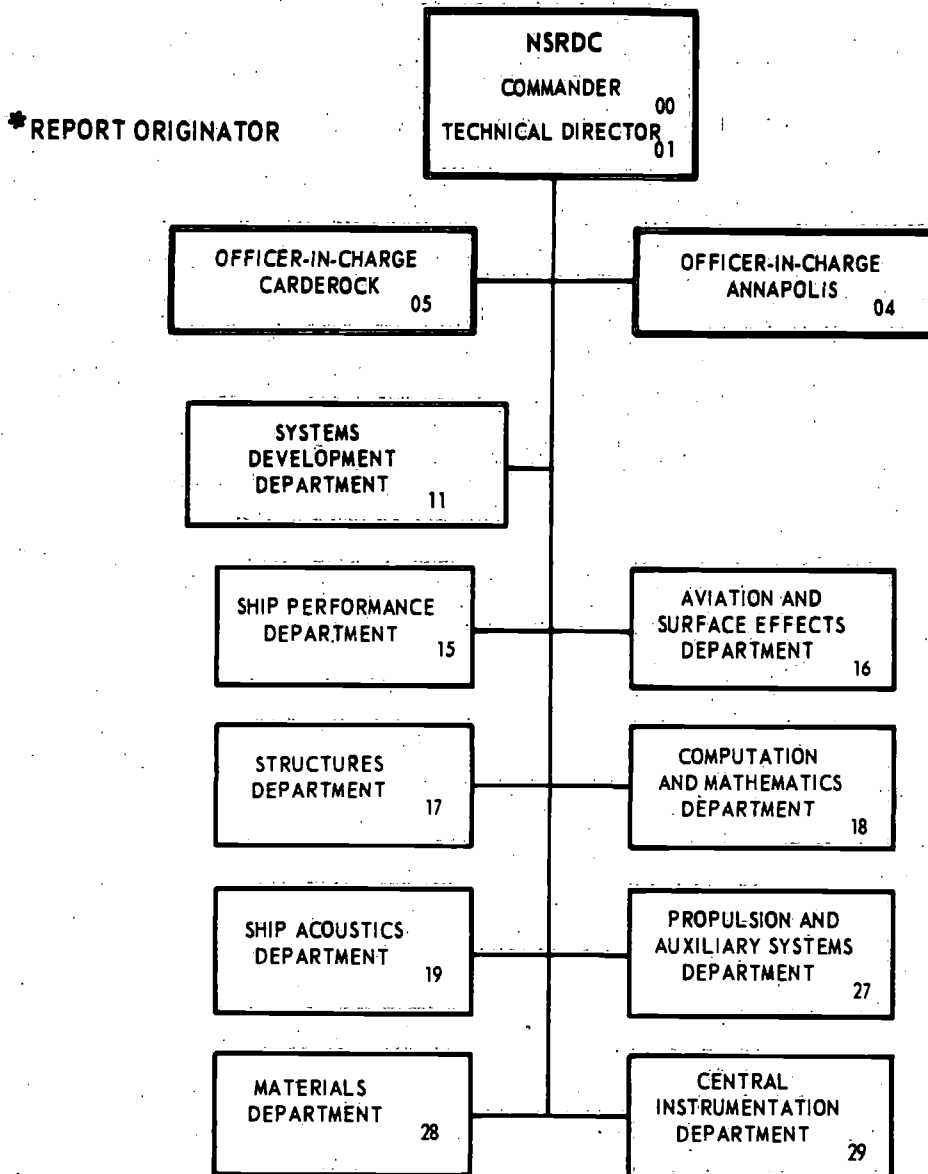 NSRDC
COMMANDER 00
TECHNICAL DIRECTOR 01
*REPORT ORIGINATOR
OFFICER-IN-CHARGE
CARDEROCK
05
OFFICER-IN-CHARGE
ANNAPOLIS
04
SYSTEMS
DEVELOPMENT
DEPARTMENT
11
SHIP PERFORMANCE
DEPARTMENT
15
AVIATION AND
SURFACE EFFECTS
DEPARTMENT
16
STRUCTURES
DEPARTMENT
17
COMPUTATION
AND MATHEMATICS
DEPARTMENT
18
SHIP ACOUSTICS
DEPARTMENT
19
PROPULSION AND
AUXILIARY SYSTEMS
DEPARTMENT
27
MATERIALS
DEPARTMENT
28
CENTRAL
INSTRUMENTATION
DEPARTMENT
29